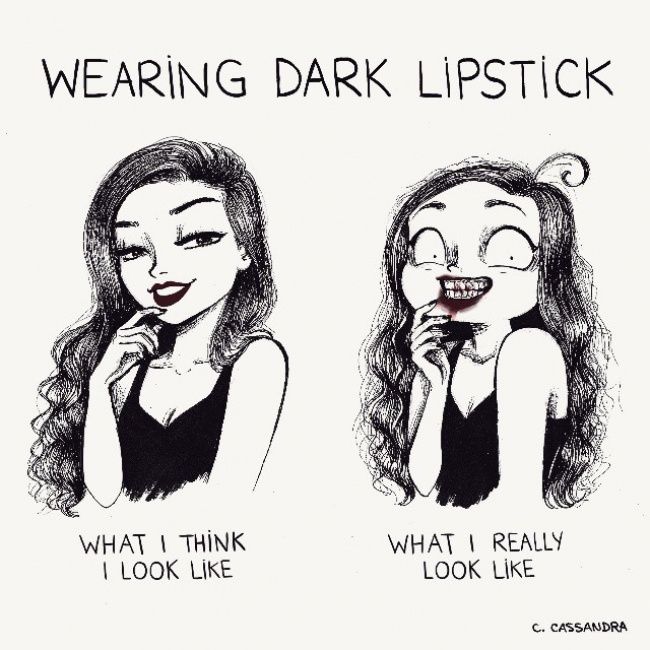 WEARING DARK LIPSTICK
WHAT I THINK
I LOOK LIKE
WHAT I REALLY
LOOK LIKE
C. CASSANDRA